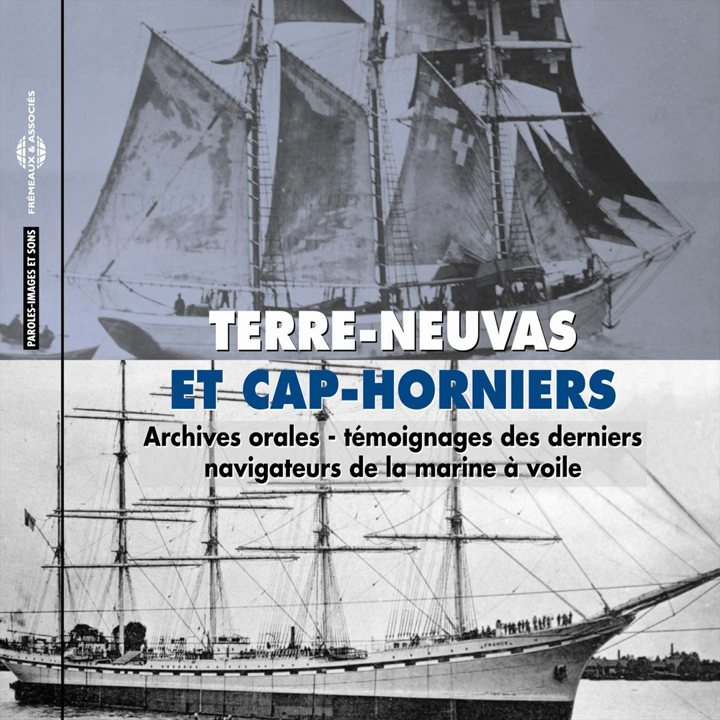 FRÉMEAUX & ASSOCIÉS
PAROLES-IMAGES ET SONS
TERRE-NEUVAS
ET CAP-HORNIERS
Archives orales - témoignages des derniers
navigateurs de la marine à voile
FRANCE